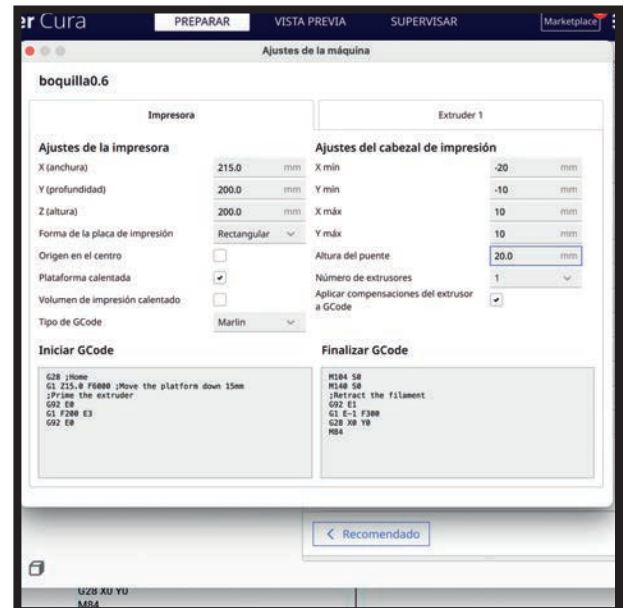 er Cura
PREPARAR
VISTA PREVIA
SUPERVISAR
Marketplace
Ajustes de la máquina
boquilla0.6
Impresora
Extruder 1
Ajustes de la impresora
X (anchura) 215.0 mm
Y (profundidad) 200.0 mm
Z (altura) 200.0 mm
Forma de la placa de impresión Rectangular
Origen en el centro
Plataforma calentada
Volumen de impresión calentado
Tipo de GCode Marlin
Ajustes del cabezal de impresión
X mín -20 mm
Y mín -10 mm
X máx 10 mm
Y máx 10 mm
Altura del puente 20.0 mm
Número de extrusores 1
Aplicar compensaciones del extrusor
a GCode
Iniciar GCode
G28 ;Home
G1 Z15.0 F6000 ;Move the platform down 15mm
;Prime the extruder
G92 E0
G1 F200 E3
G92 E0
Finalizar GCode
M104 S0
M140 S0
;Retract the filament
G92 E1
G1 E-1 F300
G28 X0 Y0
M84
Recomendado
G28 X0 Y0
M84